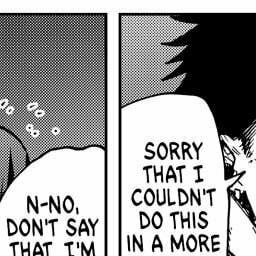 SORRY
THAT I
COULDN'T
DO THIS
IN A MORE
N-NO,
DON'T SAY
THAT I'M